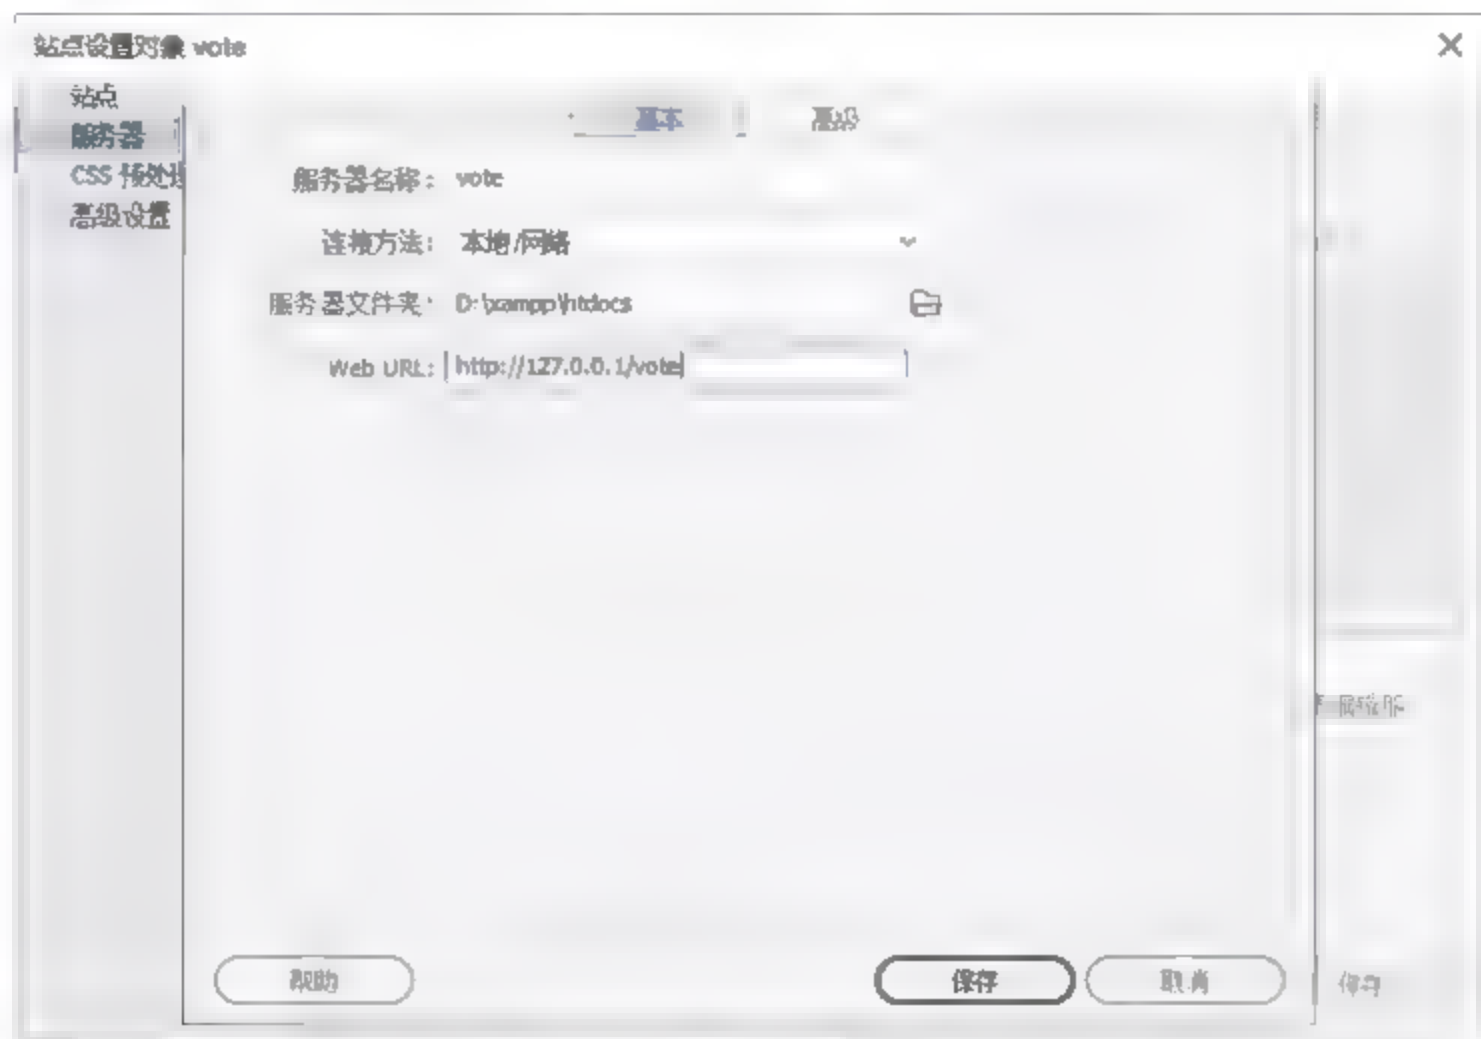 站点设置对象 vote
站点
服务器
CSS 预处理
高级设置
基本 高级
服务器名称： vote
连接方法： 本地/网络
服务器文件夹： D:\xampp\htdocs
Web URL： http://127.0.0.1/vote
帮助 保存 取消 保存